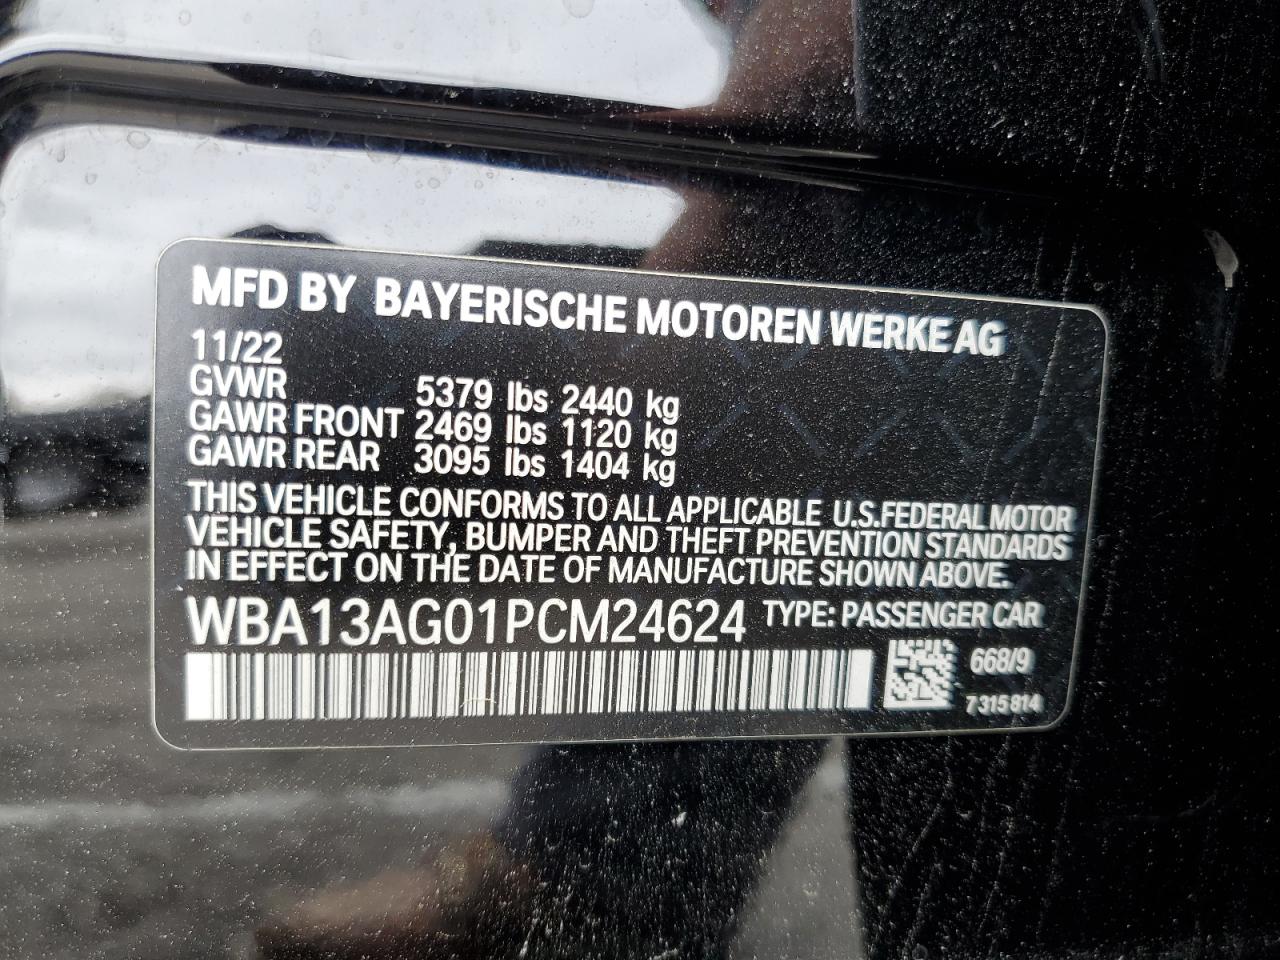 MFD BY BAYERISCHE MOTOREN WERKE AG
11/22
GVWR 5379 lbs 2440 kg
GAWR FRONT 2469 lbs 1120 kg
GAWR REAR 3095 lbs 1404 kg
THIS VEHICLE CONFORMS TO ALL APPLICABLE U.S.FEDERAL MOTOR
VEHICLE SAFETY, BUMPER AND THEFT PREVENTION STANDARDS
IN EFFECT ON THE DATE OF MANUFACTURE SHOWN ABOVE.
WBA13AG01PCM24624 TYPE: PASSENGER CAR
668/9
7 315 814